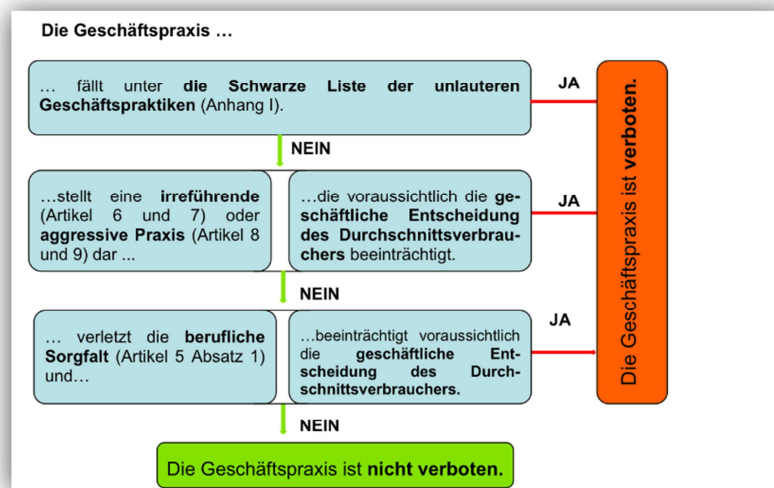 Die Geschäftspraxis …
… fällt unter die Schwarze Liste der unlauteren
Geschäftspraktiken (Anhang I).
JA
NEIN
…stellt eine irreführende
(Artikel 6 und 7) oder
aggressive Praxis (Artikel 8
und 9) dar ...
…die voraussichtlich die ge-
schäftliche Entscheidung
des Durchschnittsverbrau-
chers beeinträchtigt.
JA
NEIN
… verletzt die berufliche
Sorgfalt (Artikel 5 Absatz 1)
und…
…beeinträchtigt voraussichtlich
die geschäftliche Ent-
scheidung des Durch-
schnittsverbrauchers.
JA
NEIN
Die Geschäftspraxis ist verboten.
Die Geschäftspraxis ist nicht verboten.